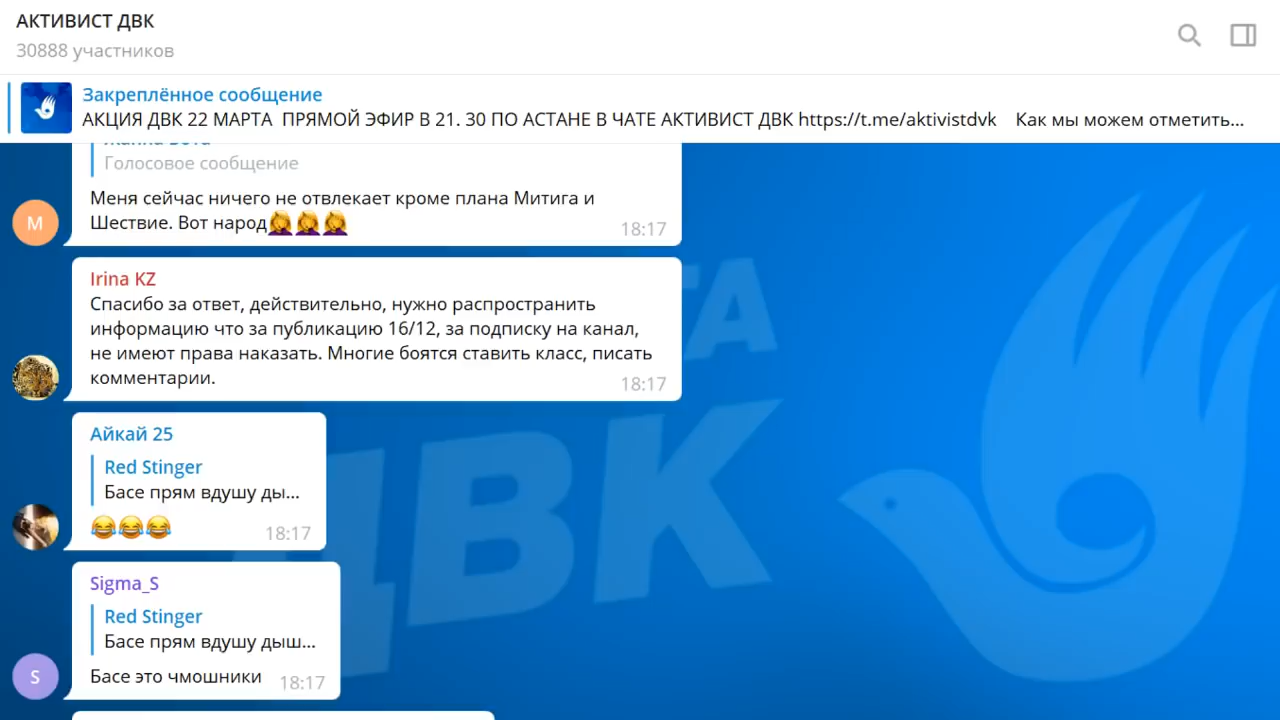 АКТИВИСТ ДВК
30888 участников
Закреплённое сообщение
АКЦИЯ ДВК 22 МАРТА ПРЯМОЙ ЭФИР В 21. 30 ПО АСТАНЕ В ЧАТЕ АКТИВИСТ ДВК https://t.me/aktivistdvk Как мы можем отметить...
Голосовое сообщение
Меня сейчас ничего не отвлекает кроме плана Митига и
Шествие. Вот народ🤦‍♀️🤦‍♀️🤦‍♀️
18:17
М
Irina KZ
Спасибо за ответ, действительно, нужно распространить
информацию что за публикацию 16/12, за подписку на канал,
не имеют права наказать. Многие боятся ставить класс, писать
комментарии.
18:17
Айкай 25
Red Stinger
Басе прям вдушу ды...
😂😂😂
18:17
Sigma_S
Red Stinger
Басе прям вдушу дыш...
Басе это чмошники
18:17
S
ДВК